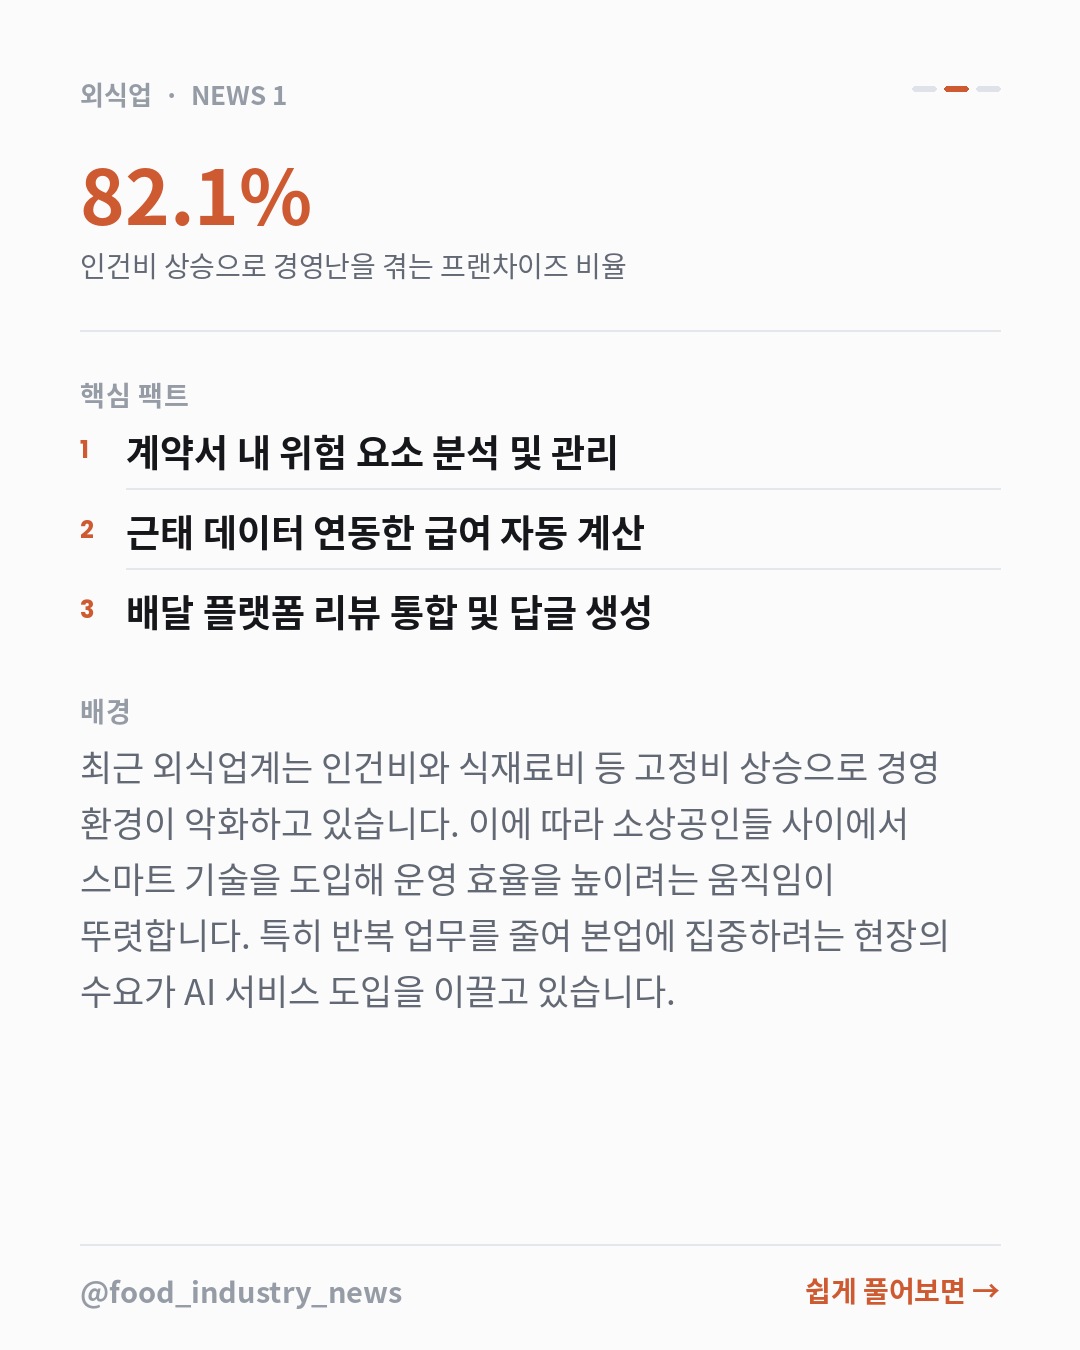 외식업 · NEWS 1
82.1%
인건비 상승으로 경영난을 겪는 프랜차이즈 비율
핵심 팩트
1 계약서 내 위험 요소 분석 및 관리
2 근태 데이터 연동한 급여 자동 계산
3 배달 플랫폼 리뷰 통합 및 답글 생성
배경
최근 외식업계는 인건비와 식재료비 등 고정비 상승으로 경영
환경이 악화하고 있습니다. 이에 따라 소상공인들 사이에서
스마트 기술을 도입해 운영 효율을 높이려는 움직임이
뚜렷합니다. 특히 반복 업무를 줄여 본업에 집중하려는 현장의
수요가 AI 서비스 도입을 이끌고 있습니다.
@food_industry_news
쉽게 풀어보면 →